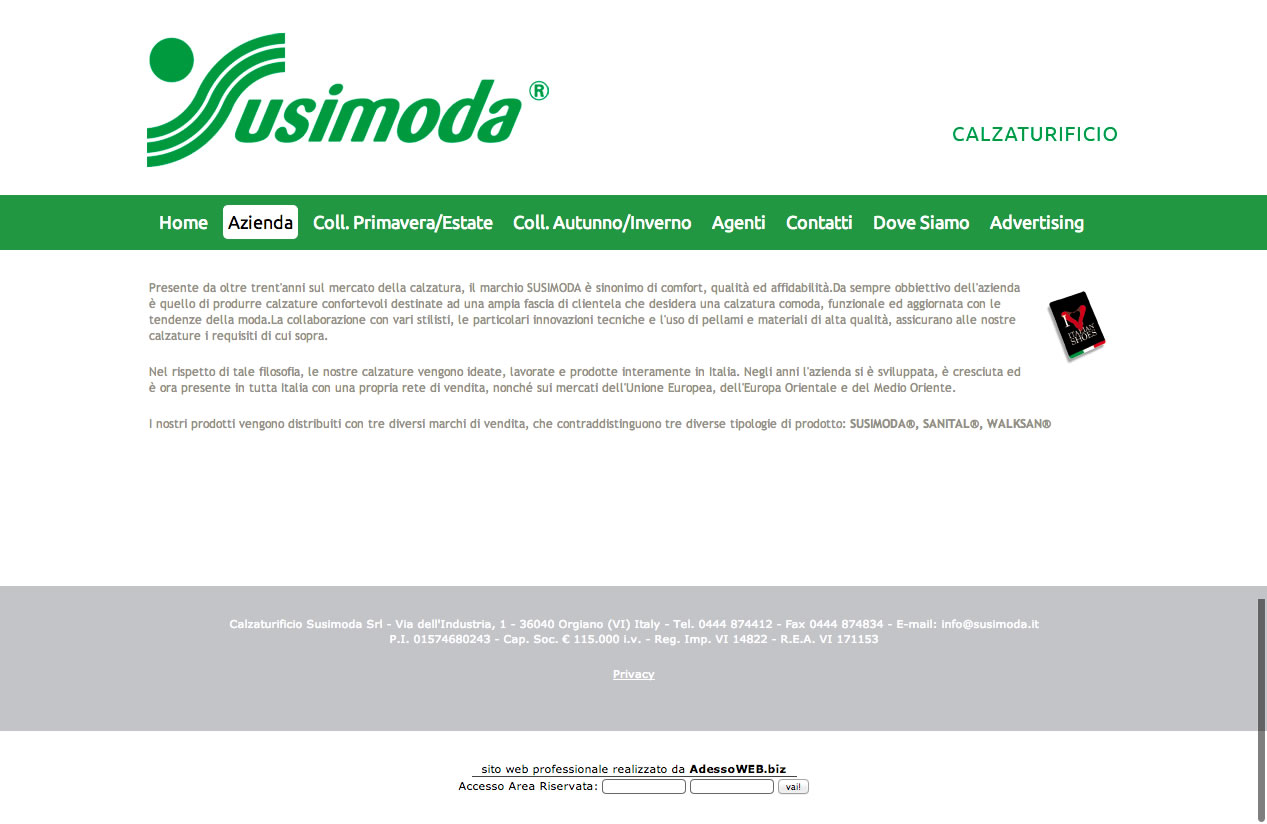 Susimoda®
CALZATURIFICIO
Home Azienda Coll. Primavera/Estate Coll. Autunno/Inverno Agenti Contatti Dove Siamo Advertising
Presente da oltre trent'anni sul mercato della calzatura, il marchio SUSIMODA è sinonimo di comfort, qualità ed affidabilità.Da sempre obbiettivo dell'azienda
è quello di produrre calzature confortevoli destinate ad una ampia fascia di clientela che desidera una calzatura comoda, funzionale ed aggiornata con le
tendenze della moda.La collaborazione con vari stilisti, le particolari innovazioni tecniche e l'uso di pellami e materiali di alta qualità, assicurano alle nostre
calzature i requisiti di cui sopra.
I
ITALIAN
SHOES
Nel rispetto di tale filosofia, le nostre calzature vengono ideate, lavorate e prodotte interamente in Italia. Negli anni l'azienda si è sviluppata, è cresciuta ed
è ora presente in tutta Italia con una propria rete di vendita, nonché sui mercati dell'Unione Europea, dell'Europa Orientale e del Medio Oriente.
I nostri prodotti vengono distribuiti con tre diversi marchi di vendita, che contraddistinguono tre diverse tipologie di prodotto: SUSIMODA®, SANITAL®, WALKSAN®
Calzaturificio Susimoda Srl - Via dell'Industria, 1 - 36040 Orgiano (VI) Italy - Tel. 0444 874412 - Fax 0444 874834 - E-mail: info@susimoda.it
P.I. 01574680243 - Cap. Soc. € 115.000 i.v. - Reg. Imp. VI 14822 - R.E.A. VI 171153
Privacy
sito web professionale realizzato da AdessoWEB.biz
Accesso Area Riservata: vai!